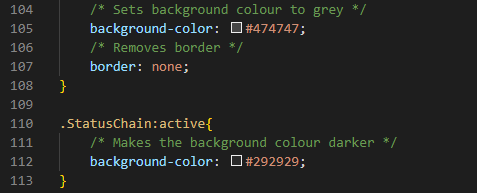 104 /* Sets background colour to grey */
105 background-color: #474747;
106 /* Removes border */
107 border: none;
108 }
109
110 .StatusChain:active{
111 /* Makes the background colour darker */
112 background-color: #292929;
113 }